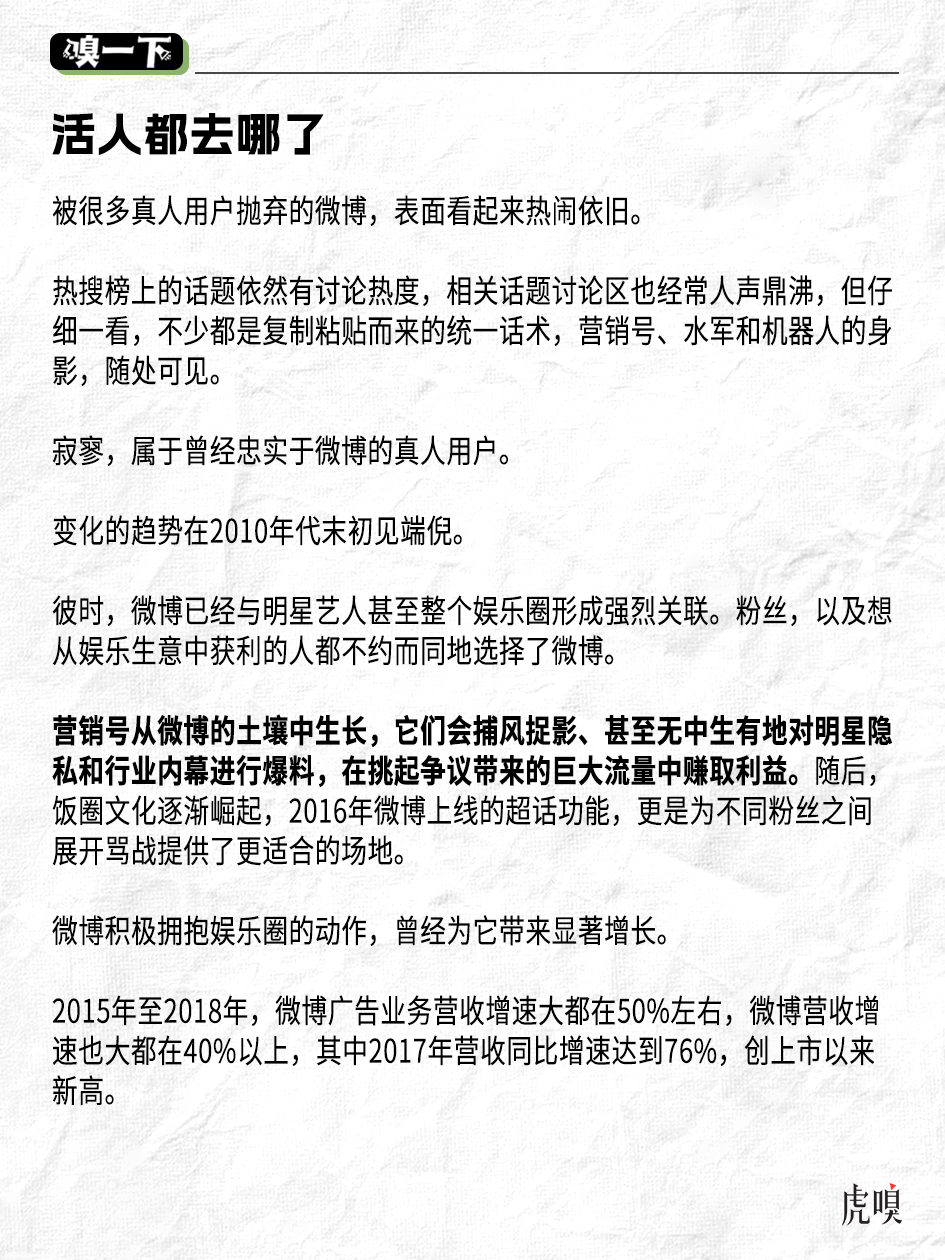 嗅一下
活人都去哪了
被很多真人用户抛弃的微博，表面看起来热闹依旧。
热搜榜上的话题依然有讨论热度，相关话题讨论区也经常人声鼎沸，但仔
细一看，不少都是复制粘贴而来的统一话术，营销号、水军和机器人的身
影，随处可见。
寂寥，属于曾经忠实于微博的真人用户。
变化的趋势在2010年代末初见端倪。
彼时，微博已经与明星艺人甚至整个娱乐圈形成强烈关联。粉丝，以及想
从娱乐生意中获利的人都不约而同地选择了微博。
营销号从微博的土壤中生长，它们会捕风捉影、甚至无中生有地对明星隐
私和行业内幕进行爆料，在挑起争议带来的巨大流量中赚取利益。随后，
饭圈文化逐渐崛起，2016年微博上线的超话功能，更是为不同粉丝之间
展开骂战提供了更适合的场地。
微博积极拥抱娱乐圈的动作，曾经为它带来显著增长。
2015年至2018年，微博广告业务营收增速大都在50%左右，微博营收增
速也大都在40%以上，其中2017年营收同比增速达到76%，创上市以来
新高。
虎嗅